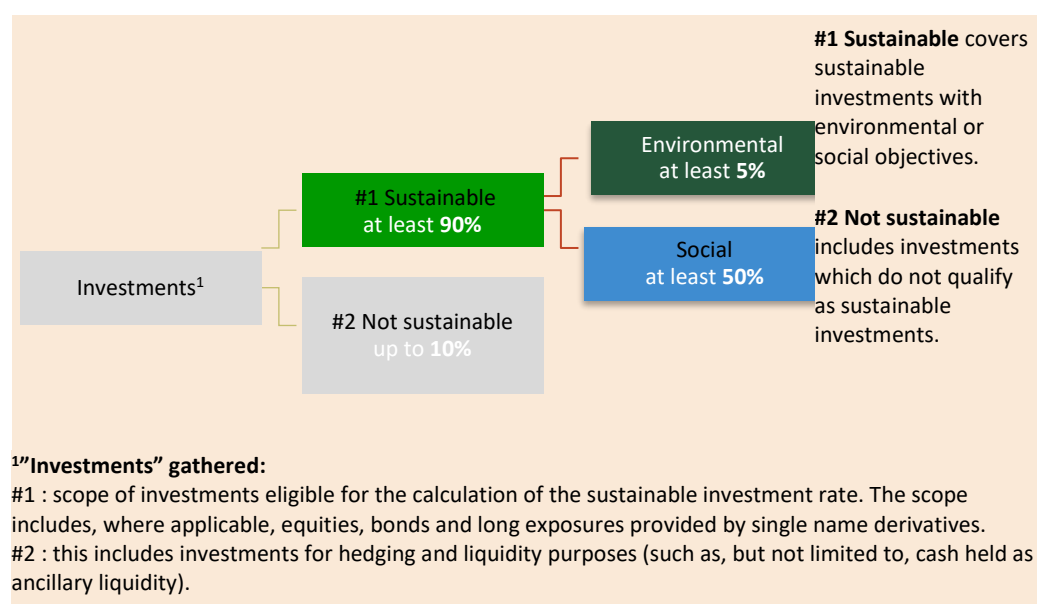 Investments¹
#1 Sustainable
at least 90%
#2 Not sustainable
up to 10%
Environmental
at least 5%
Social
at least 50%
#1 Sustainable covers
sustainable
investments with
environmental or
social objectives.
#2 Not sustainable
includes investments
which do not qualify
as sustainable
investments.
¹”Investments” gathered:
#1 : scope of investments eligible for the calculation of the sustainable investment rate. The scope
includes, where applicable, equities, bonds and long exposures provided by single name derivatives.
#2 : this includes investments for hedging and liquidity purposes (such as, but not limited to, cash held as
ancillary liquidity).